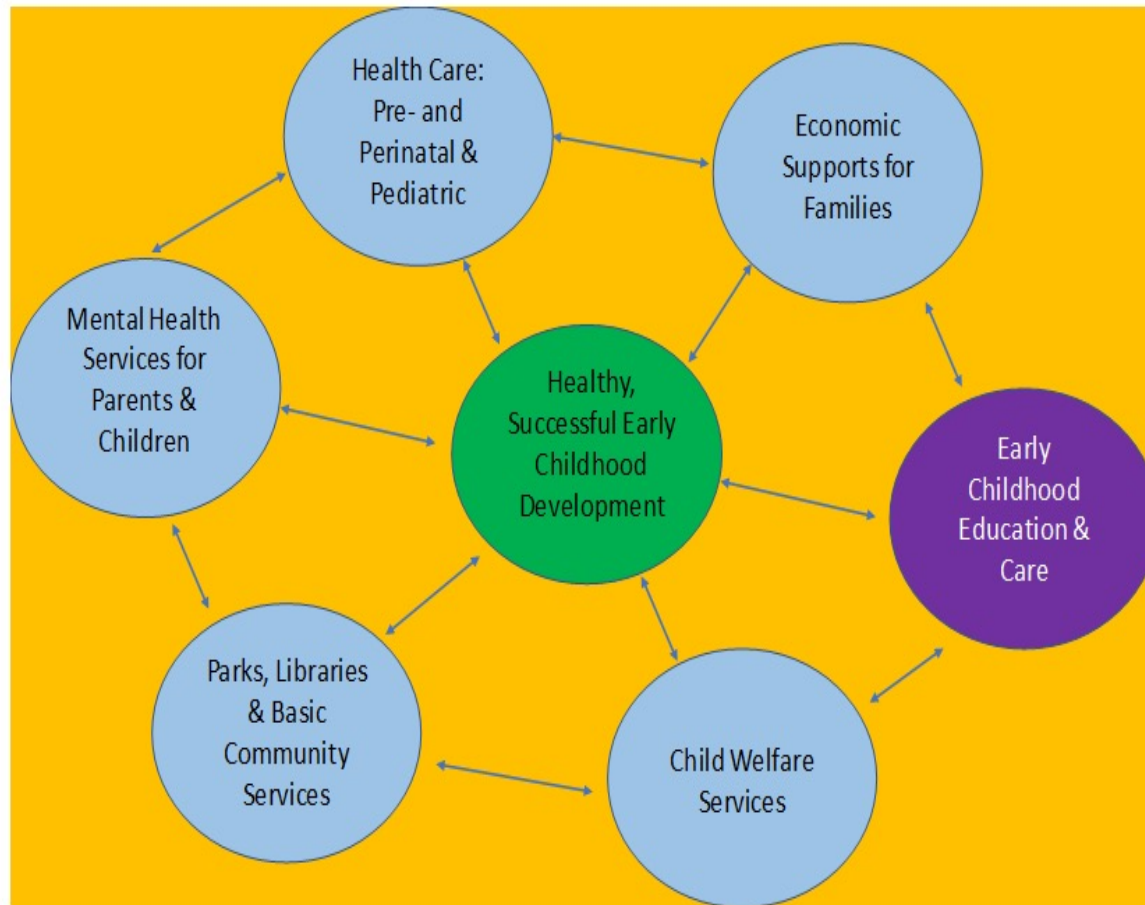 Health Care:
Pre- and
Perinatal &
Pediatric
Economic
Supports for
Families
Mental Health
Services for
Parents &
Children
Healthy,
Successful Early
Childhood
Development
Early
Childhood
Education &
Care
Parks, Libraries
& Basic
Community
Services
Child Welfare
Services